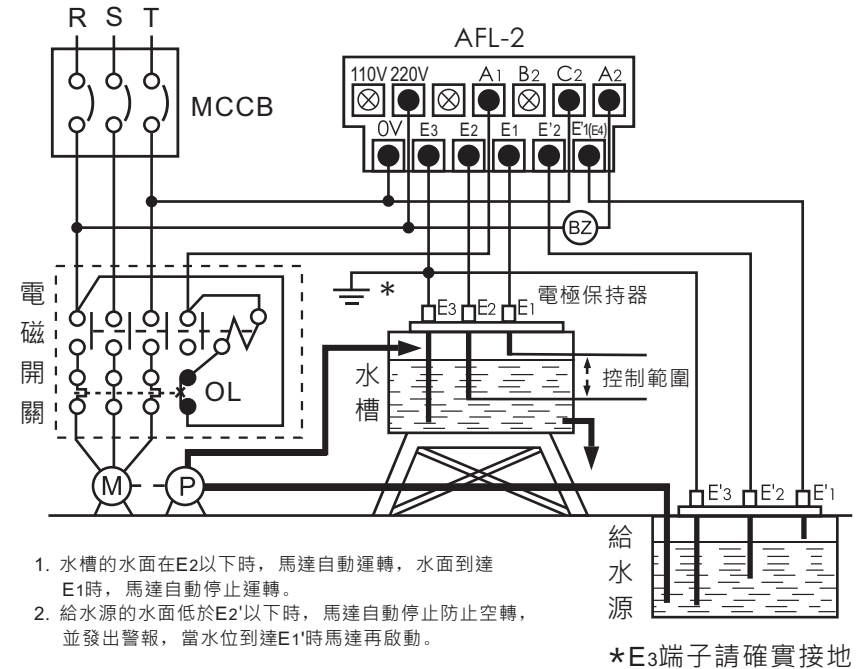 R S T
AFL-2
110V 220V A1 B2 C2 A2
MCCB
0V E3 E2 E1 E'2 E'1(E4)
BZ
*
電極保持器
E3 E2 E1
電磁開關
水槽
控制範圍
OL
M P
E'3 E'2 E'1
給水源
1. 水槽的水面在E2以下時，馬達自動運轉，水面到達
E1時，馬達自動停止運轉。
2. 給水源的水面低於E2'以下時，馬達自動停止防止空轉，
並發出警報，當水位到達E1'時馬達再啟動。
*E3端子請確實接地